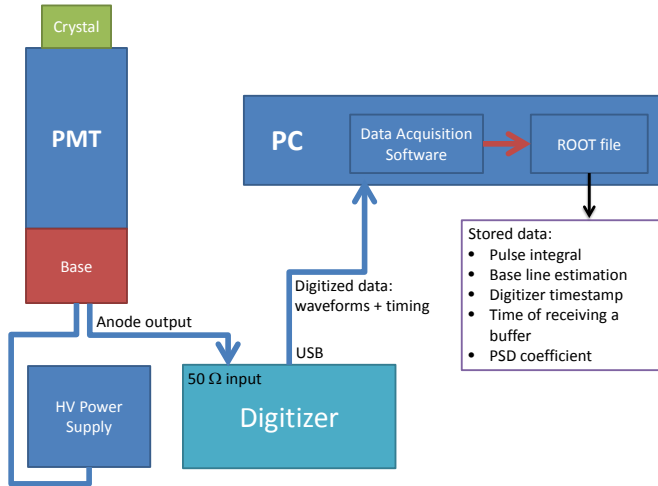 Crystal
PMT
Base
Anode output
HV Power
Supply
50 Ω input
Digitizer
USB
Digitized data:
waveforms + timing
PC
Data Acquisition
Software
ROOT file
Stored data:
• Pulse integral
• Base line estimation
• Digitizer timestamp
• Time of receiving a
buffer
• PSD coefficient